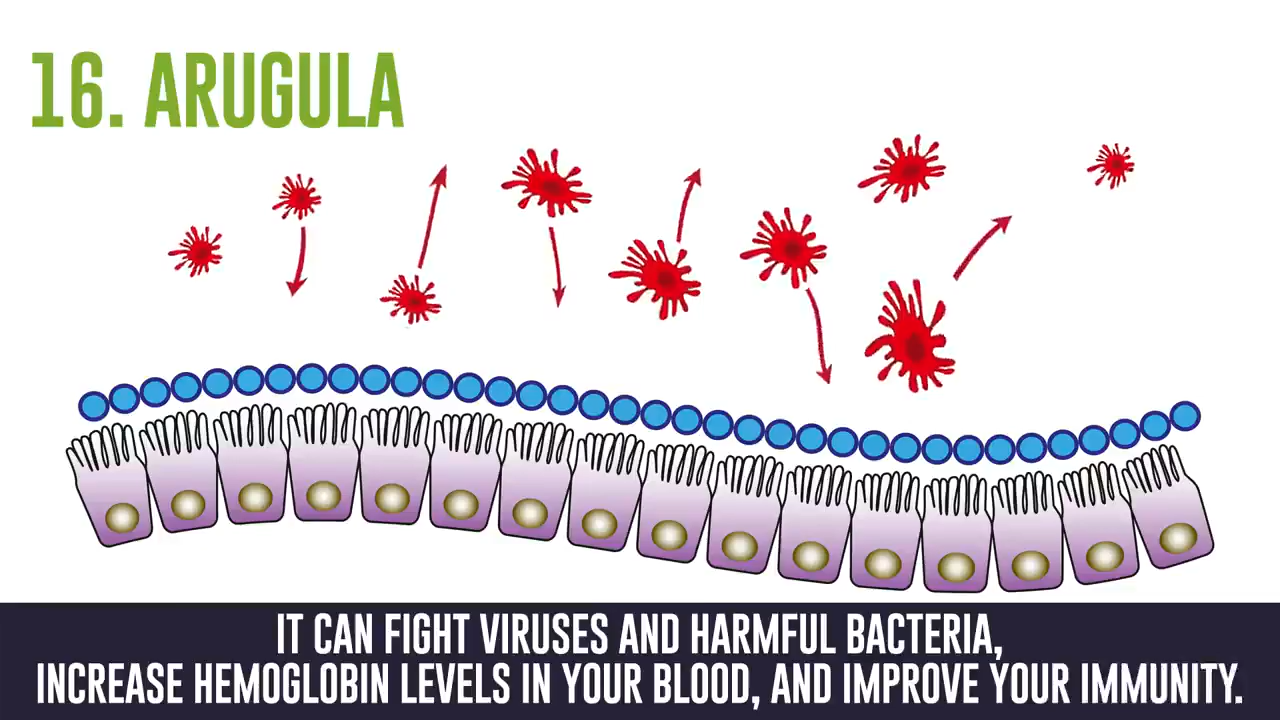 16. ARUGULA
IT CAN FIGHT VIRUSES AND HARMFUL BACTERIA,
INCREASE HEMOGLOBIN LEVELS IN YOUR BLOOD, AND IMPROVE YOUR IMMUNITY.